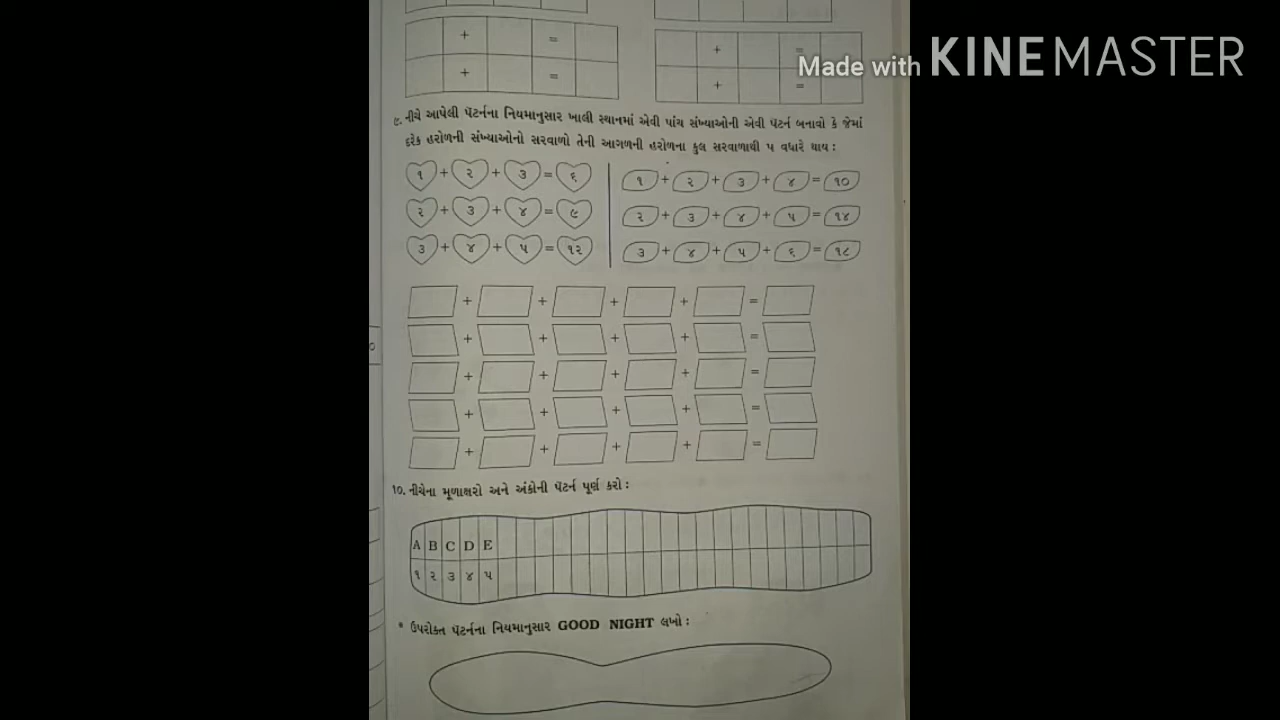 Made with KINEMASTER
+ = + =
+ = + =
૯. નીચે આપેલી પૅટર્નના નિયમાનુસાર ખાલી સ્થાનમાં એવી પાંચ સંખ્યાઓની એવી પૅટર્ન બનાવો કે જેમાં
દરેક હરોળની સંખ્યાઓનો સરવાળો તેની આગળની હરોળના કુલ સરવાળાથી ૫ વધારે થાય :
૧ + ૨ + ૩ = ૬ ૧ + ૨ + ૩ + ૪ = ૧૦
૨ + ૩ + ૪ = ૯ ૨ + ૩ + ૪ + ૫ = ૧૪
૩ + ૪ + ૫ = ૧૨ ૩ + ૪ + ૫ + ૬ = ૧૮
+ + + + =
+ + + + =
+ + + + =
+ + + + =
+ + + + =
૧૦. નીચેના મૂળાક્ષરો અને અંકોની પૅટર્ન પૂર્ણ કરો :
A B C D E
૧ ૨ ૩ ૪ ૫
* ઉપરોક્ત પૅટર્નના નિયમાનુસાર GOOD NIGHT લખો :